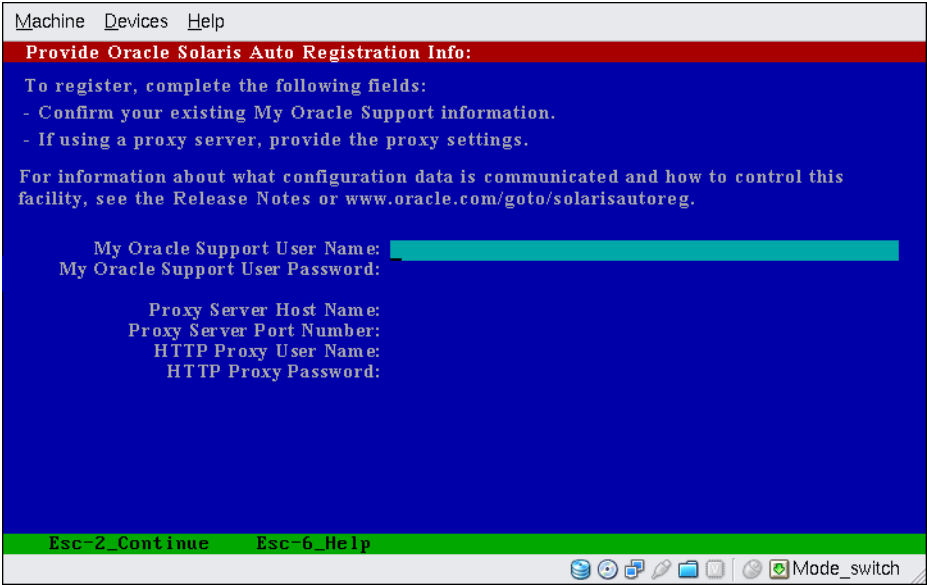 Machine Devices Help
Provide Oracle Solaris Auto Registration Info:
To register, complete the following fields:
- Confirm your existing My Oracle Support information.
- If using a proxy server, provide the proxy settings.
For information about what configuration data is communicated and how to control this
facility, see the Release Notes or www.oracle.com/goto/solarisautoreg.
My Oracle Support User Name:
My Oracle Support User Password:
Proxy Server Host Name:
Proxy Server Port Number:
HTTP Proxy User Name:
HTTP Proxy Password:
Esc-2_Continue Esc-6_Help
Mode_switch